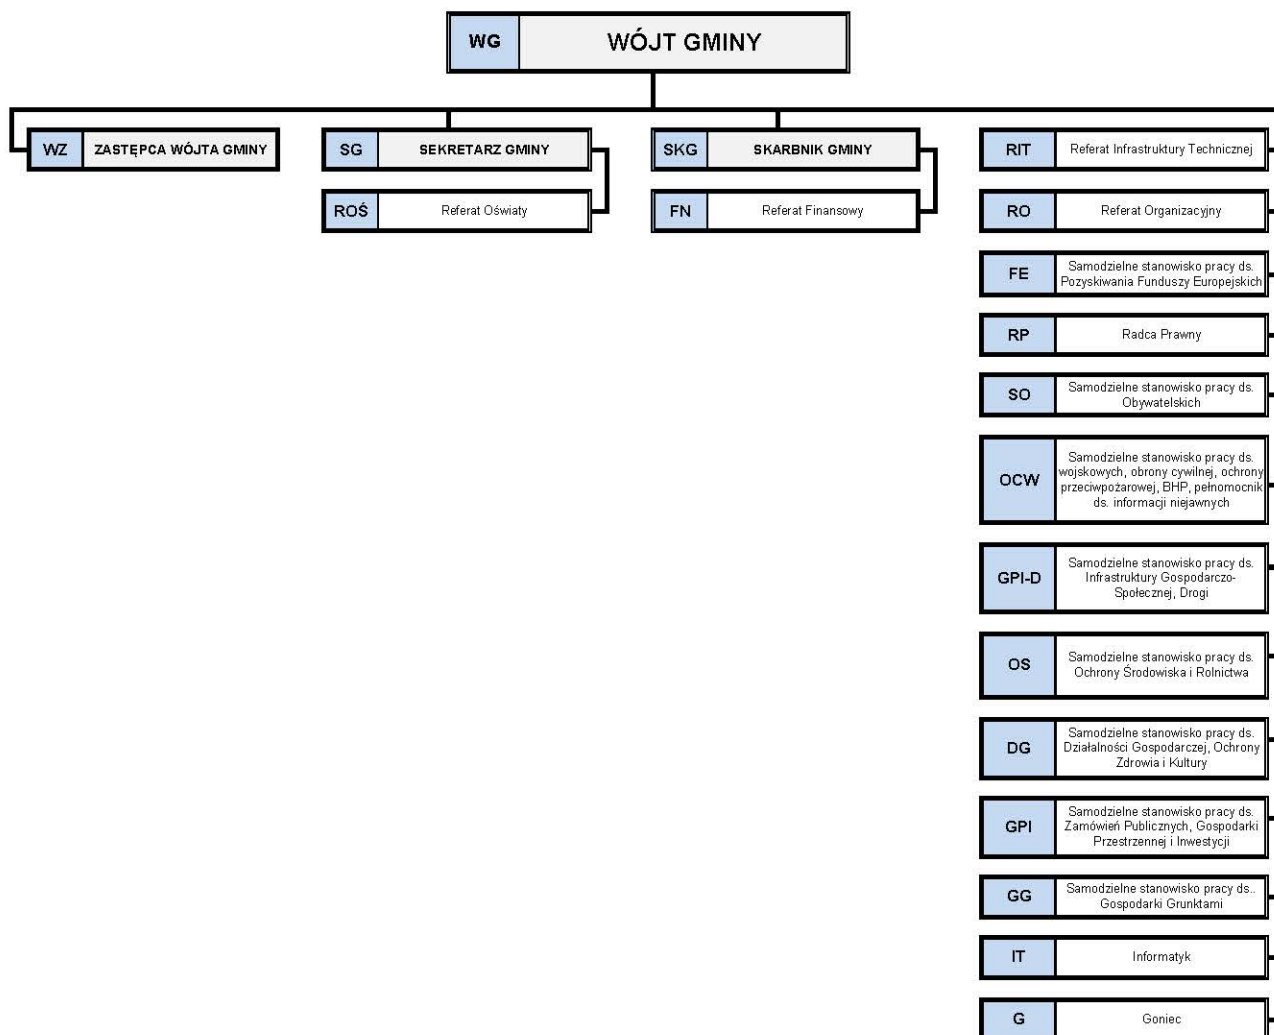 WG WÓJT GMINY
WZ ZASTĘPCA WÓJTA GMINY
SG SEKRETARZ GMINY
SKG SKARBNIK GMINY
RIT Referat Infrastruktury Technicznej
ROŚ Referat Oświaty
FN Referat Finansowy
RO Referat Organizacyjny
FE
Samodzielne stanowisko pracy ds.
Pozyskiwania Funduszy Europejskich
RP Radca Prawny
SO
Samodzielne stanowisko pracy ds.
Obywatelskich
OCW
Samodzielne stanowisko pracy ds.
wojskowych, obrony cywilnej, ochrony
przeciwpożarowej, BHP, pełnomocnik
ds. informacji niejawnych
GPI-D
Samodzielne stanowisko pracy ds.
Infrastruktury Gospodarczo-
Społecznej, Drogi
OS
Samodzielne stanowisko pracy ds.
Ochrony Środowiska i Rolnictwa
DG
Samodzielne stanowisko pracy ds.
Działalności Gospodarczej, Ochrony
Zdrowia i Kultury
GPI
Samodzielne stanowisko pracy ds.
Zamówień Publicznych, Gospodarki
Przestrzennej i Inwestycji
GG
Samodzielne stanowisko pracy ds..
Gospodarki Grunktami
IT Informatyk
G Goniec